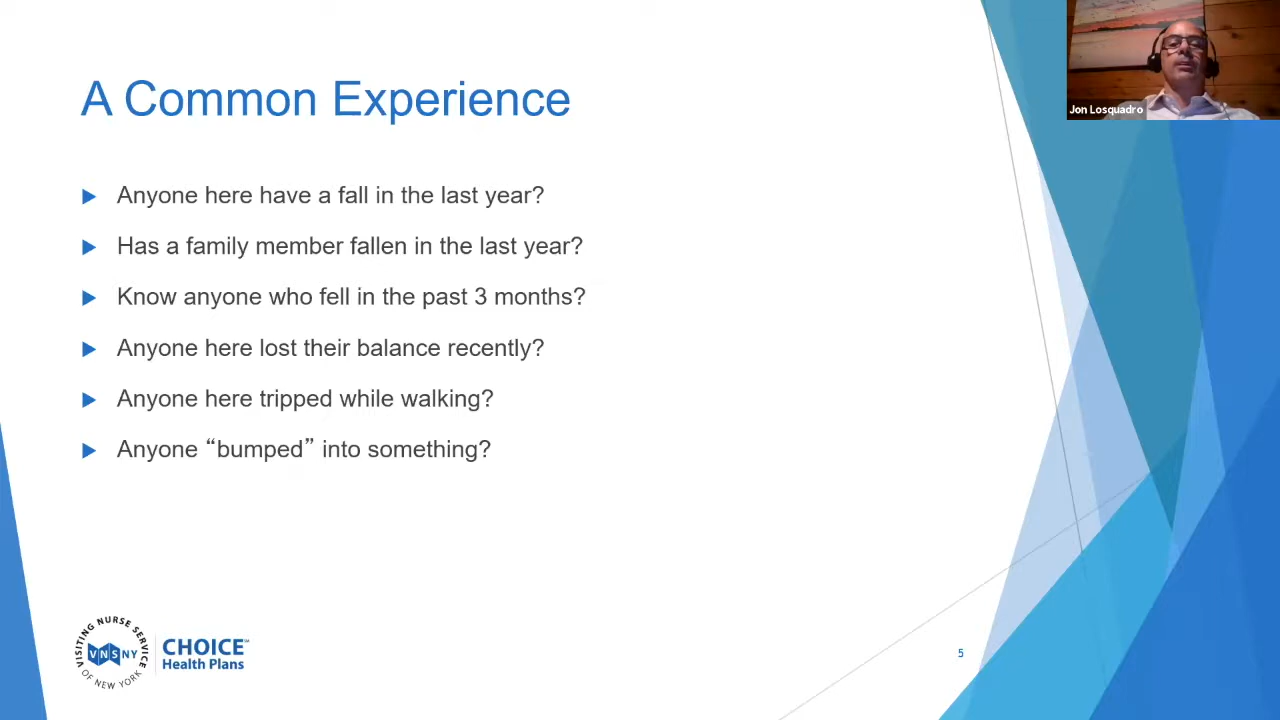 A Common Experience
Jon Losquadro
Anyone here have a fall in the last year?
Has a family member fallen in the last year?
Know anyone who fell in the past 3 months?
Anyone here lost their balance recently?
Anyone here tripped while walking?
Anyone “bumped” into something?
VISITING NURSE SERVICE
VNSNY
OF NEW YORK
CHOICE™
Health Plans
5